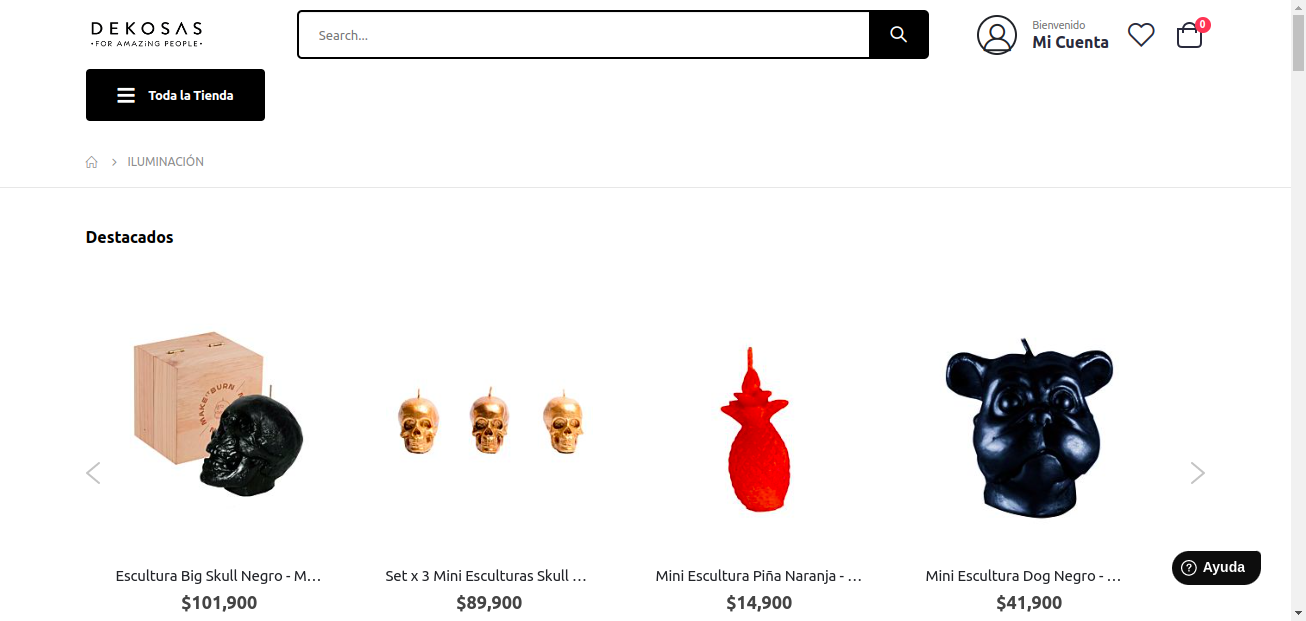 DEKOSAS
•FOR AMAZiNG PEOPLE•
Search...
Bienvenido
Mi Cuenta
0
Toda la Tienda
ILUMINACIÓN
Destacados
MAKE IT BURN
Escultura Big Skull Negro - M...
$101,900
Set x 3 Mini Esculturas Skull ...
$89,900
Mini Escultura Piña Naranja - ...
$14,900
Mini Escultura Dog Negro - ...
$41,900
? Ayuda